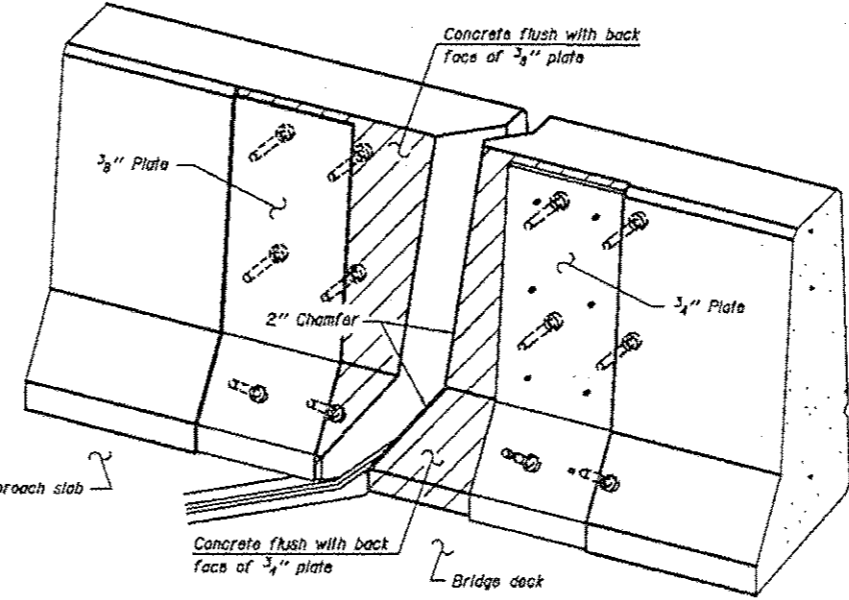 Concrete flush with back
face of 3/8" plate
3/8" Plate
2" Chamfer
3/4" Plate
proach slab
Concrete flush with back
face of 3/4" plate
Bridge deck